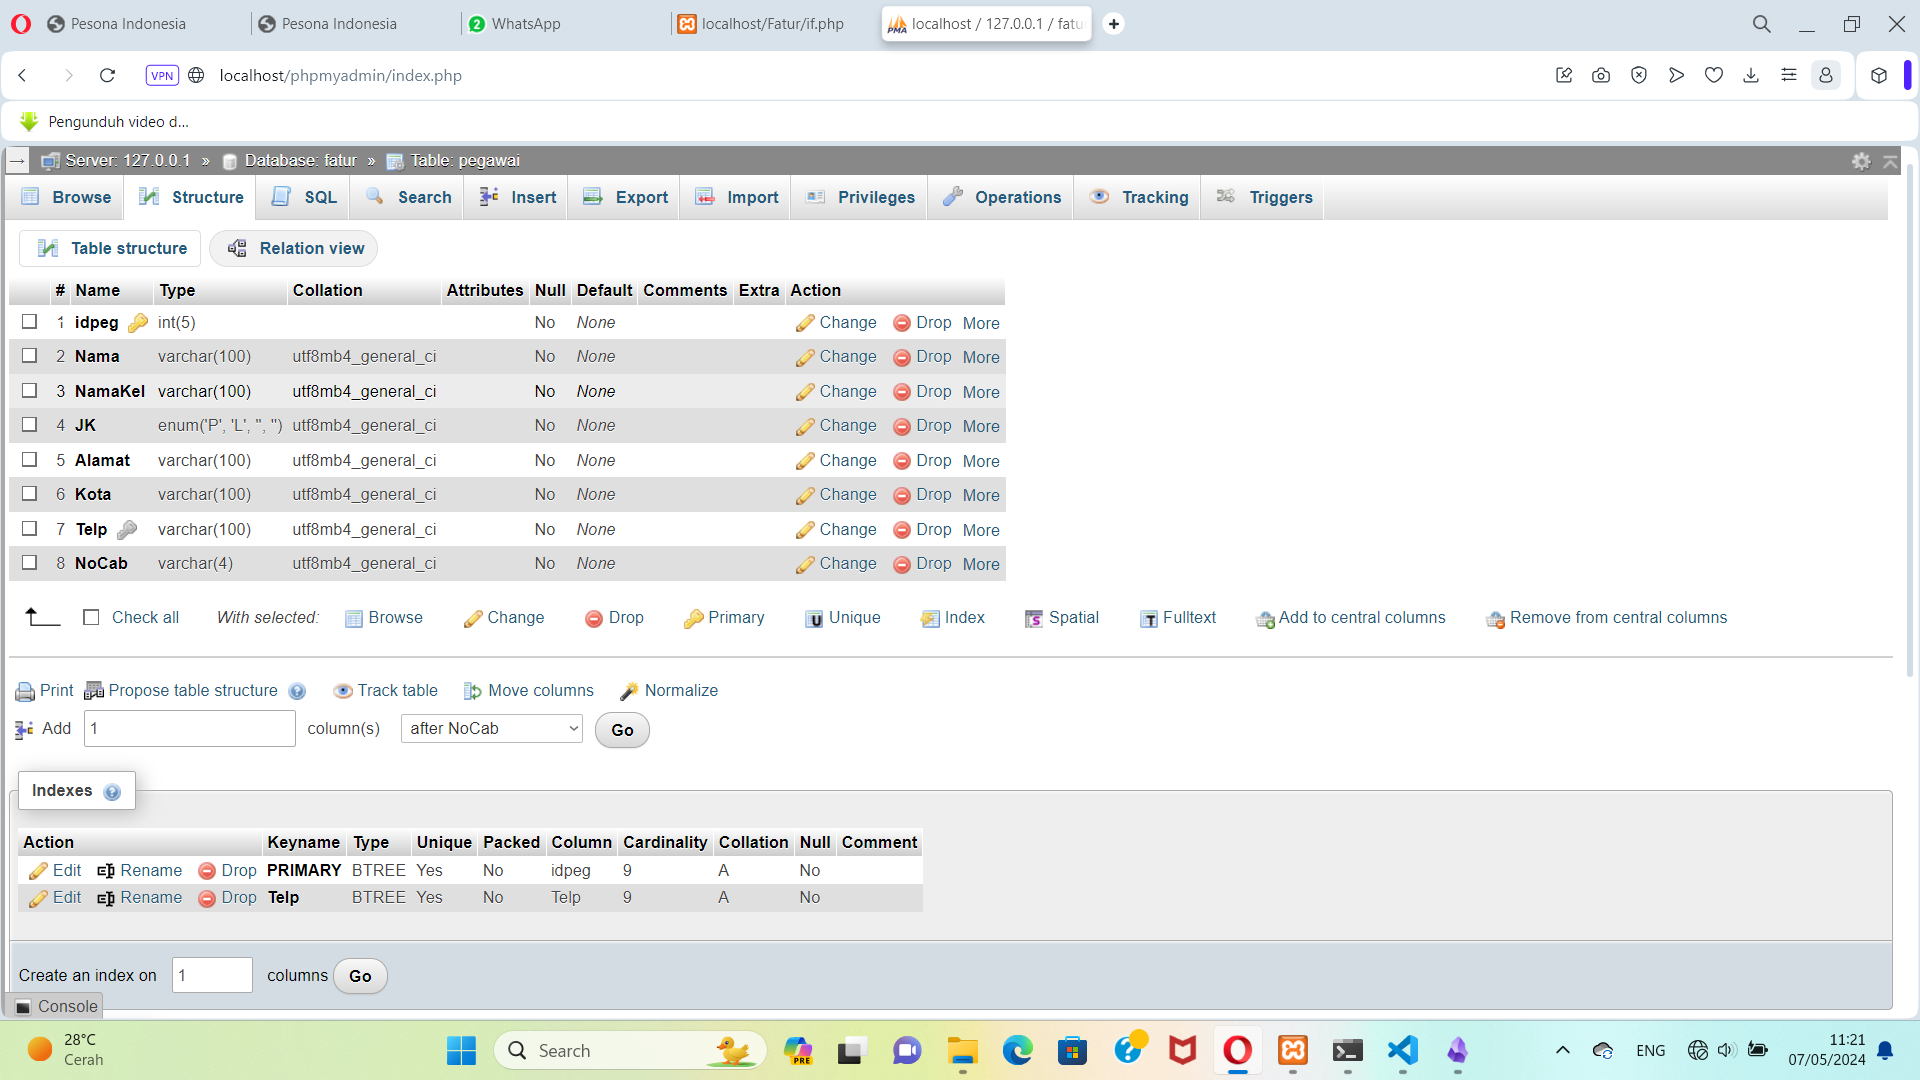 Pesona Indonesia
Pesona Indonesia
WhatsApp
localhost/Fatur/if.php
localhost / 127.0.0.1 / fatu
VPN localhost/phpmyadmin/index.php
Pengunduh video d...
Server: 127.0.0.1 » Database: fatur » Table: pegawai
Browse Structure SQL Search Insert Export Import Privileges Operations Tracking Triggers
Table structure Relation view
# Name Type Collation Attributes Null Default Comments Extra Action
1 idpeg int(5) No None Change Drop More
2 Nama varchar(100) utf8mb4_general_ci No None Change Drop More
3 NamaKel varchar(100) utf8mb4_general_ci No None Change Drop More
4 JK enum('P', 'L', '', '') utf8mb4_general_ci No None Change Drop More
5 Alamat varchar(100) utf8mb4_general_ci No None Change Drop More
6 Kota varchar(100) utf8mb4_general_ci No None Change Drop More
7 Telp varchar(100) utf8mb4_general_ci No None Change Drop More
8 NoCab varchar(4) utf8mb4_general_ci No None Change Drop More
Check all With selected: Browse Change Drop Primary Unique Index Spatial Fulltext Add to central columns Remove from central columns
Print Propose table structure Track table Move columns Normalize
Add 1 column(s) after NoCab Go
Indexes
Action Keyname Type Unique Packed Column Cardinality Collation Null Comment
Edit Rename Drop PRIMARY BTREE Yes No idpeg 9 A No
Edit Rename Drop Telp BTREE Yes No Telp 9 A No
Create an index on 1 columns Go
Console
28°C
Cerah
Search
PRE
ENG
11:21
07/05/2024